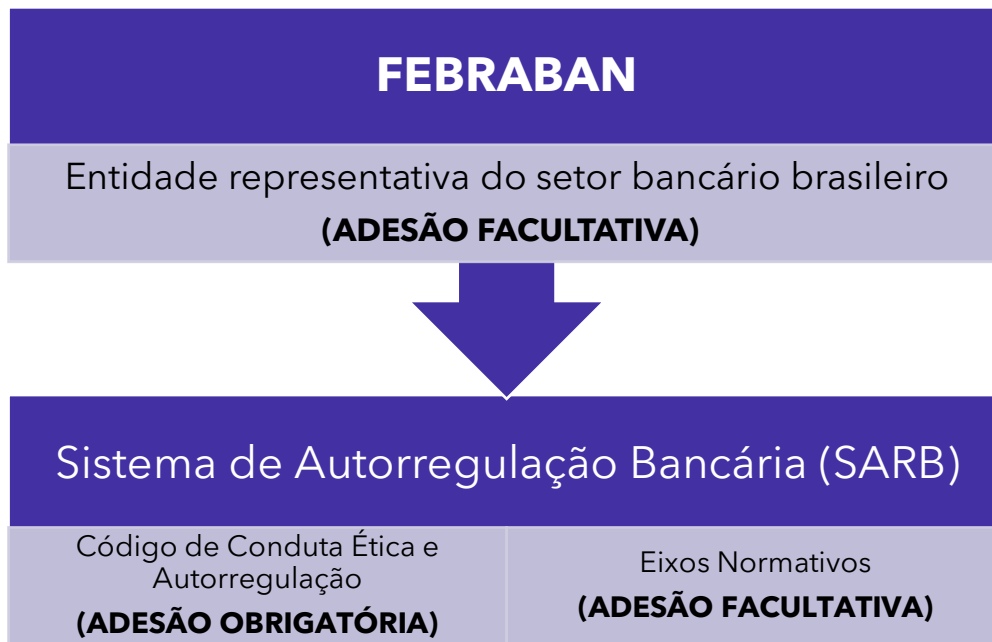 FEBRABAN
Entidade representativa do setor bancário brasileiro
(ADESÃO FACULTATIVA)
Sistema de Autorregulação Bancária (SARB)
Código de Conduta Ética e
Autorregulação
(ADESÃO OBRIGATÓRIA)
Eixos Normativos
(ADESÃO FACULTATIVA)